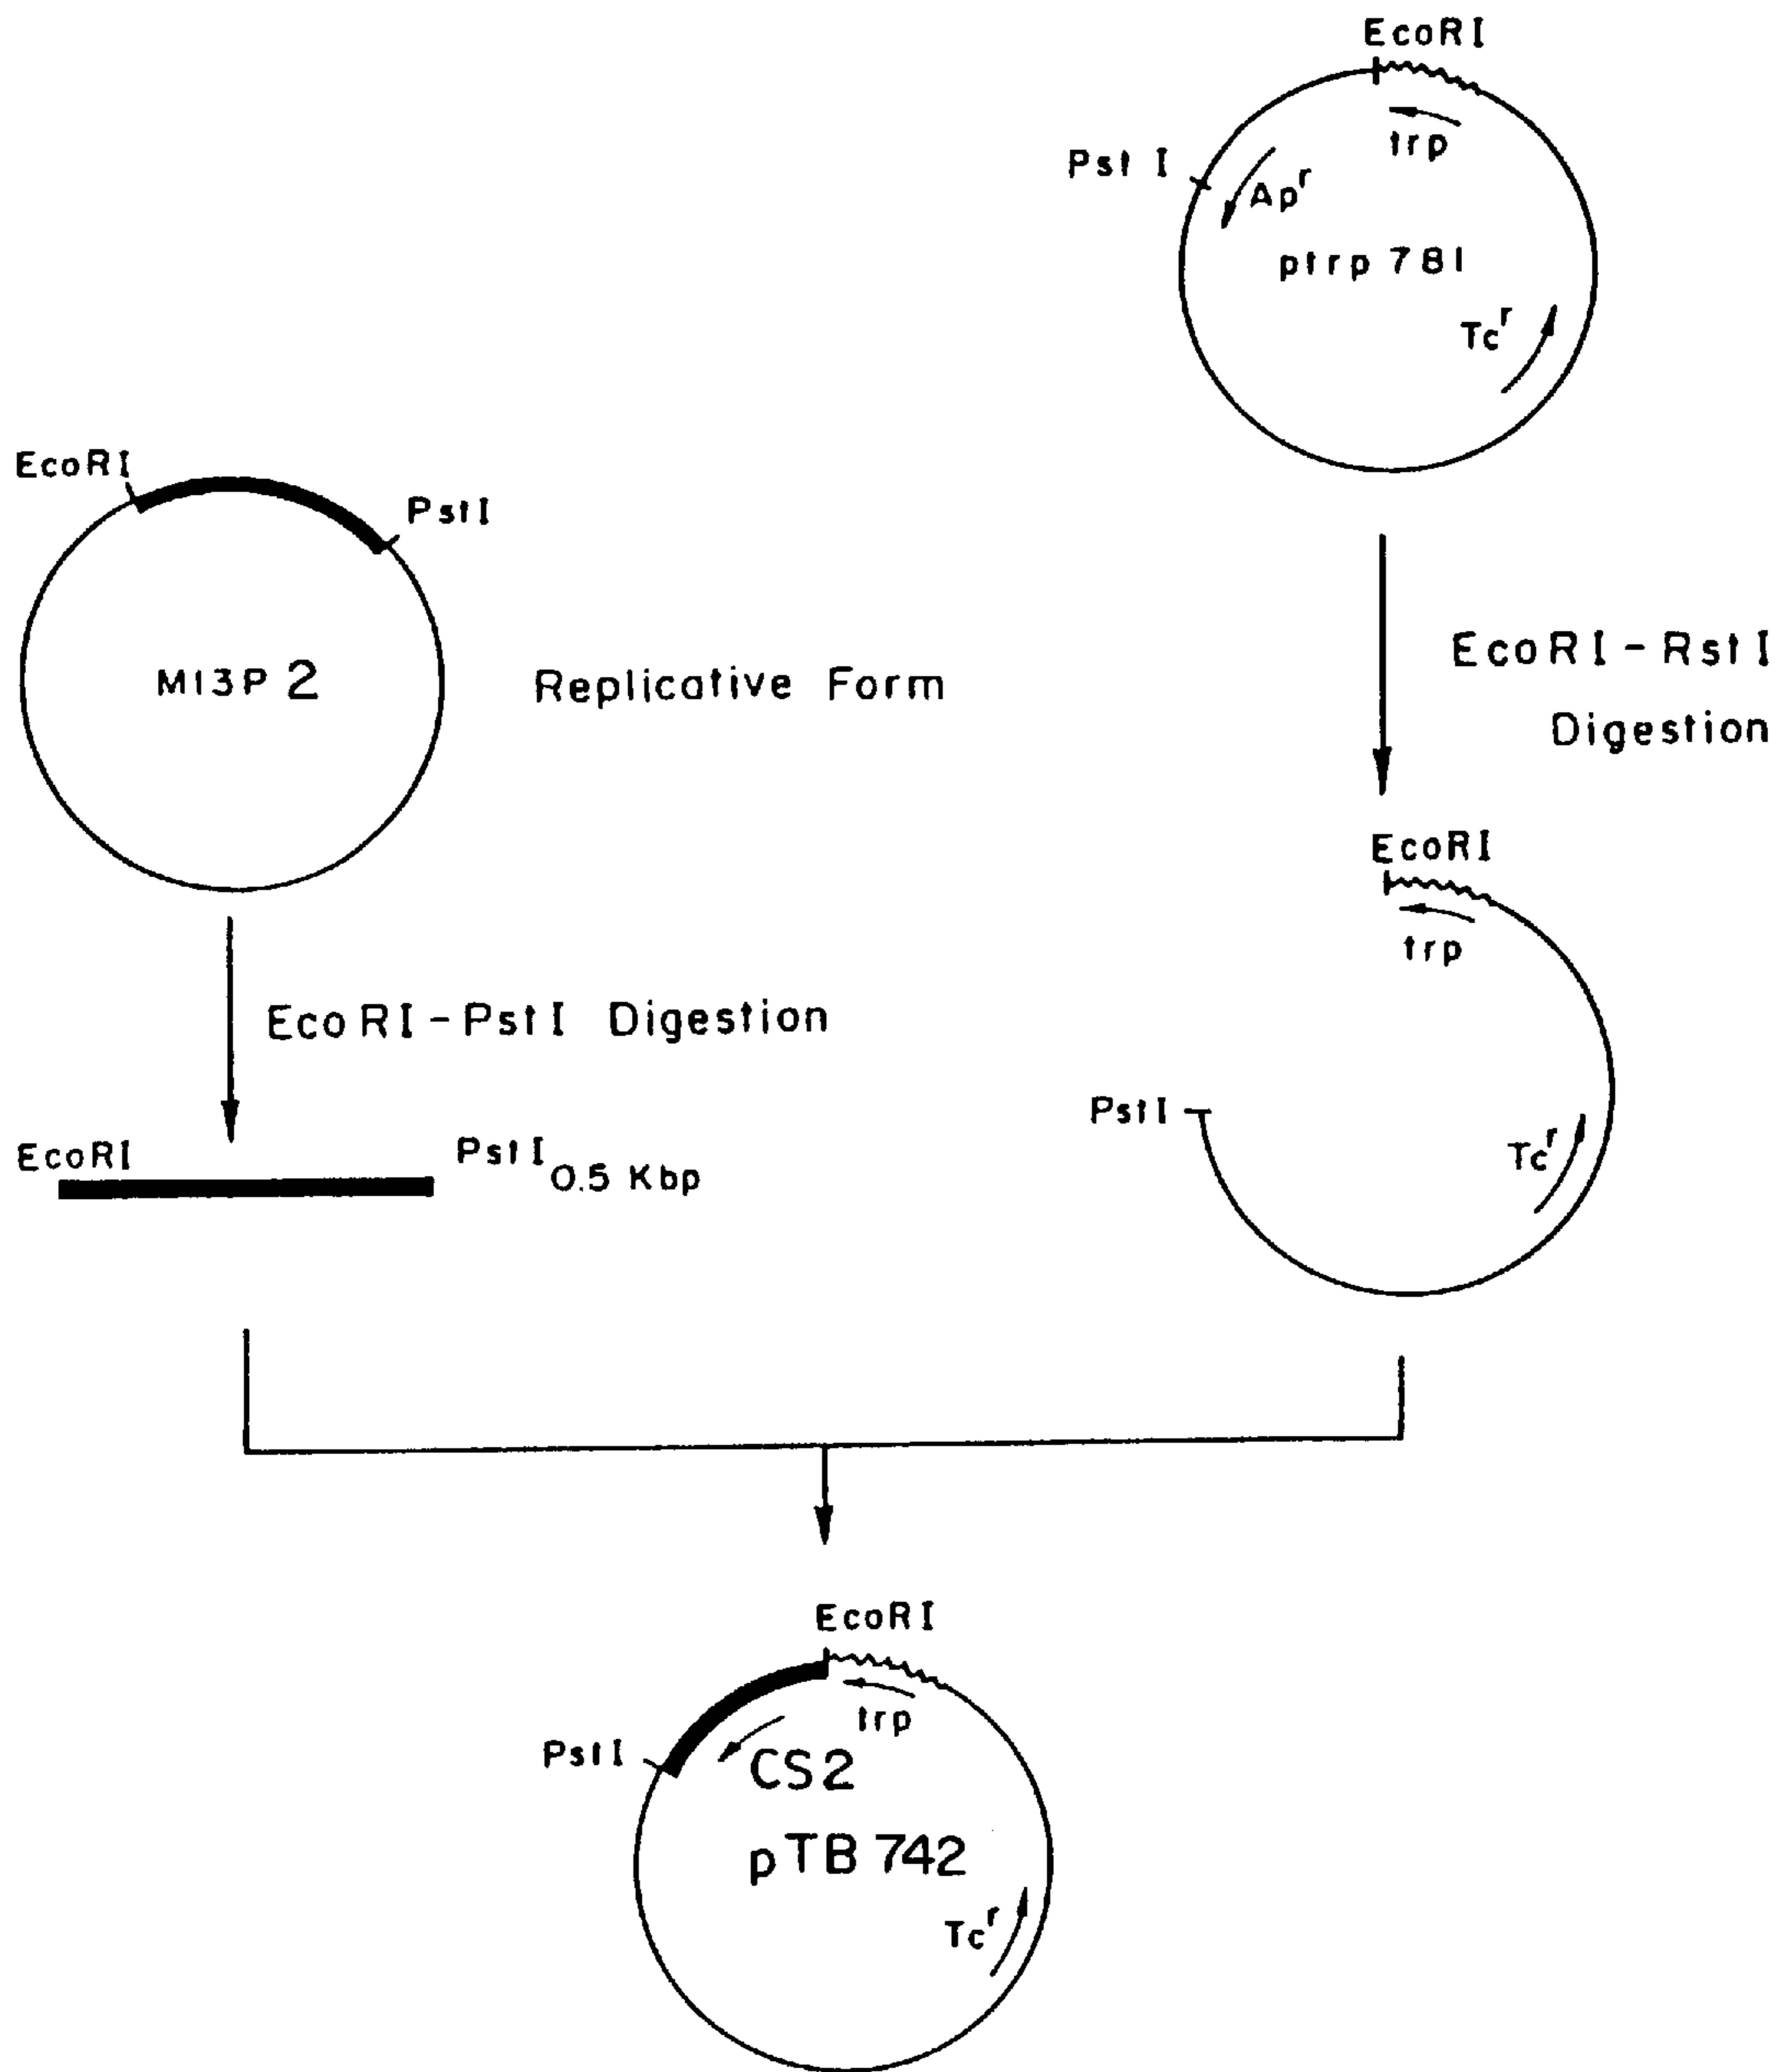 EcoRI
trp
Pst I
Apr
ptrp 781
Tcr
EcoRI
PstI
M13P 2
Replicative Form
EcoRI-RstI
Digestion
EcoRI
trp
PstI
Tcr
EcoRI-PstI Digestion
EcoRI
PstI
0.5 Kbp
EcoRI
trp
PstI
CS2
pTB 742
Tcr